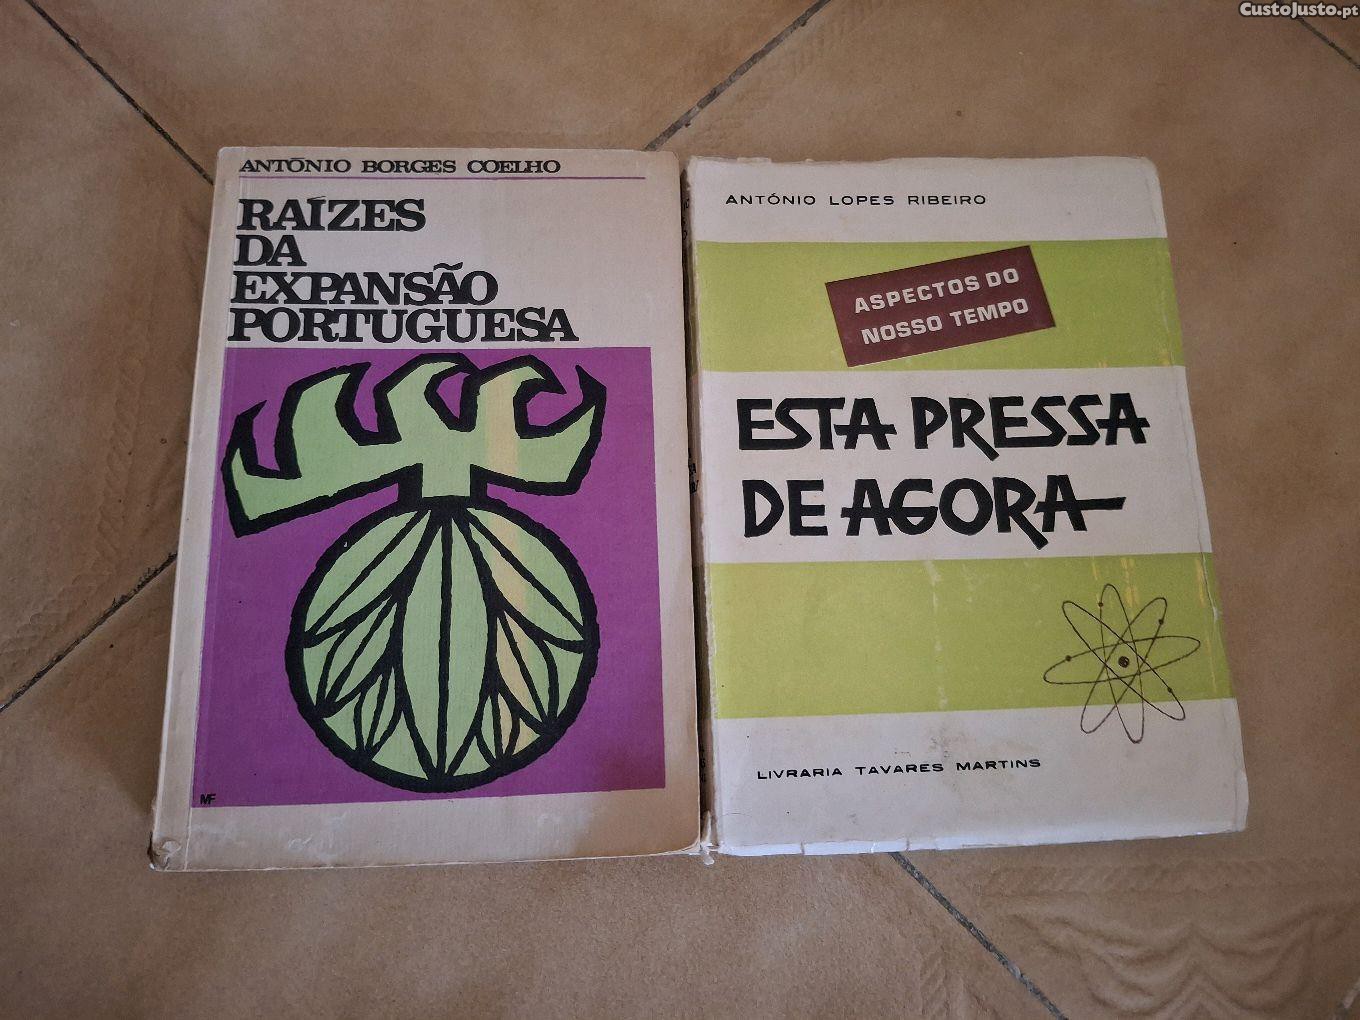 CustoJusto.pt
ANTÓNIO BORGES COELHO
RAÍZES
DA
EXPANSÃO
PORTUGUESA
MF
ANTÓNIO LOPES RIBEIRO
ASPECTOS DO
NOSSO TEMPO
ESTA PRESSA
DE AGORA
LIVRARIA TAVARES MARTINS